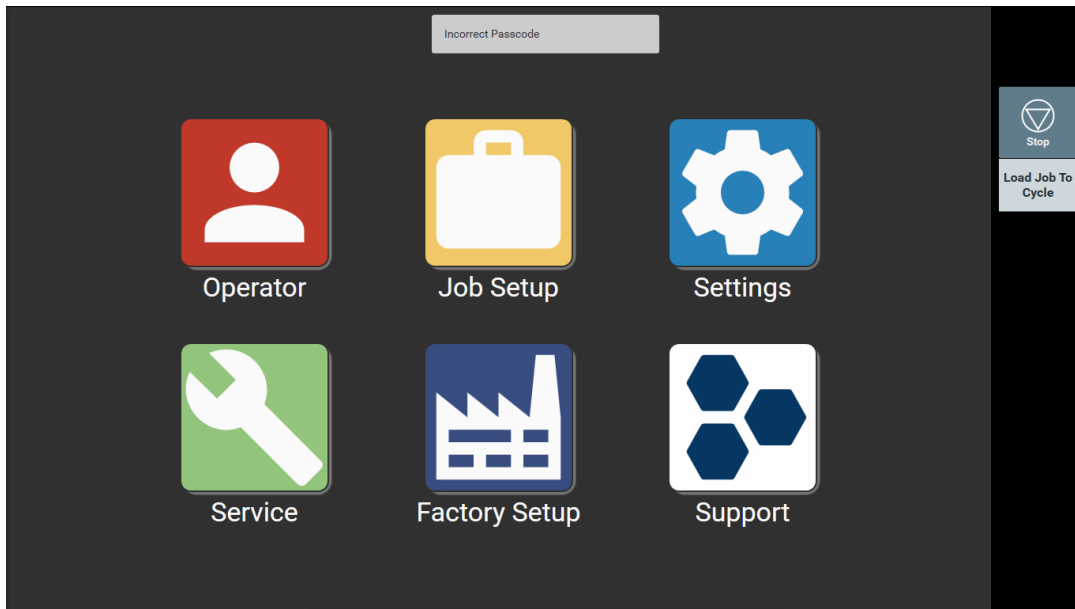 Incorrect Passcode
Stop
Load Job To
Cycle
Operator
Job Setup
Settings
Service
Factory Setup
Support